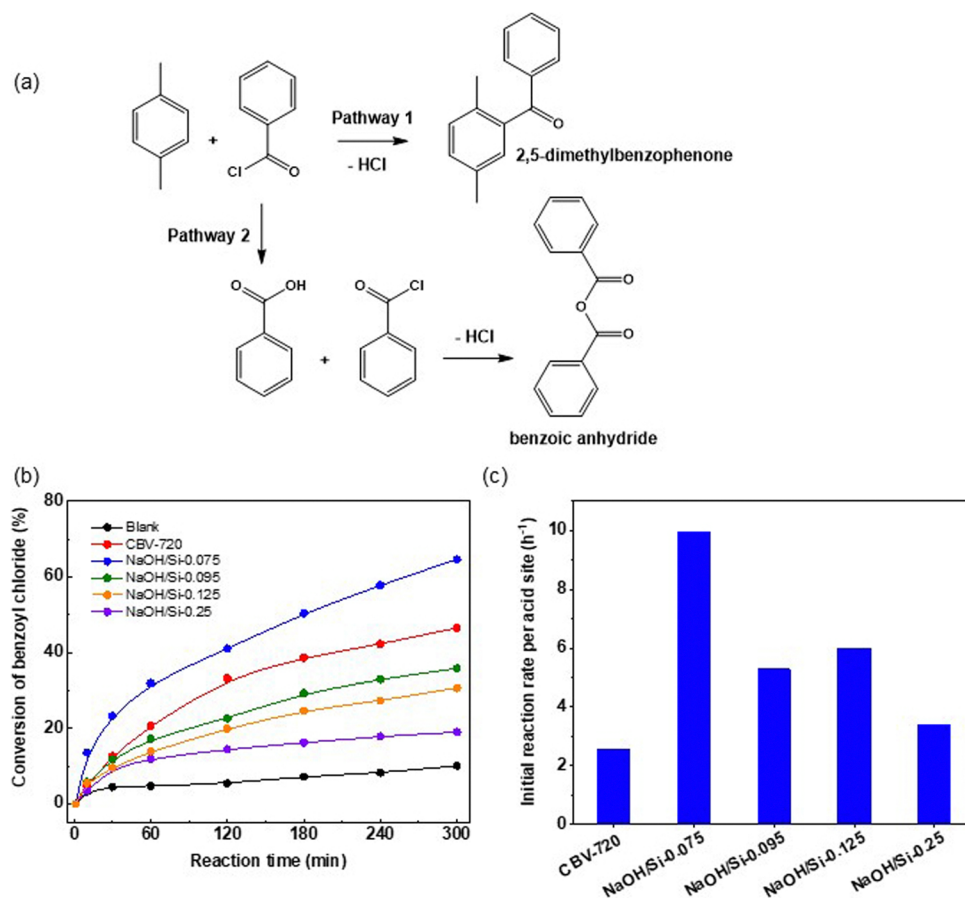 (a)
Pathway 1
+
- HCl
Cl
O
O
2,5-dimethylbenzophenone
Pathway 2
O
OH
O
Cl
+
- HCl
O
O
O
benzoic anhydride
(b)
80
60
40
20
0
Conversion of benzoyl chloride (%)
Blank
CBV-720
NaOH/Si-0.075
NaOH/Si-0.095
NaOH/Si-0.125
NaOH/Si-0.25
0
60
120
180
240
300
Reaction time (min)
(c)
10
8
6
4
2
0
Initial reaction rate per acid site (h-1)
CBV-720
NaOH/Si-0.075
NaOH/Si-0.095
NaOH/Si-0.125
NaOH/Si-0.25